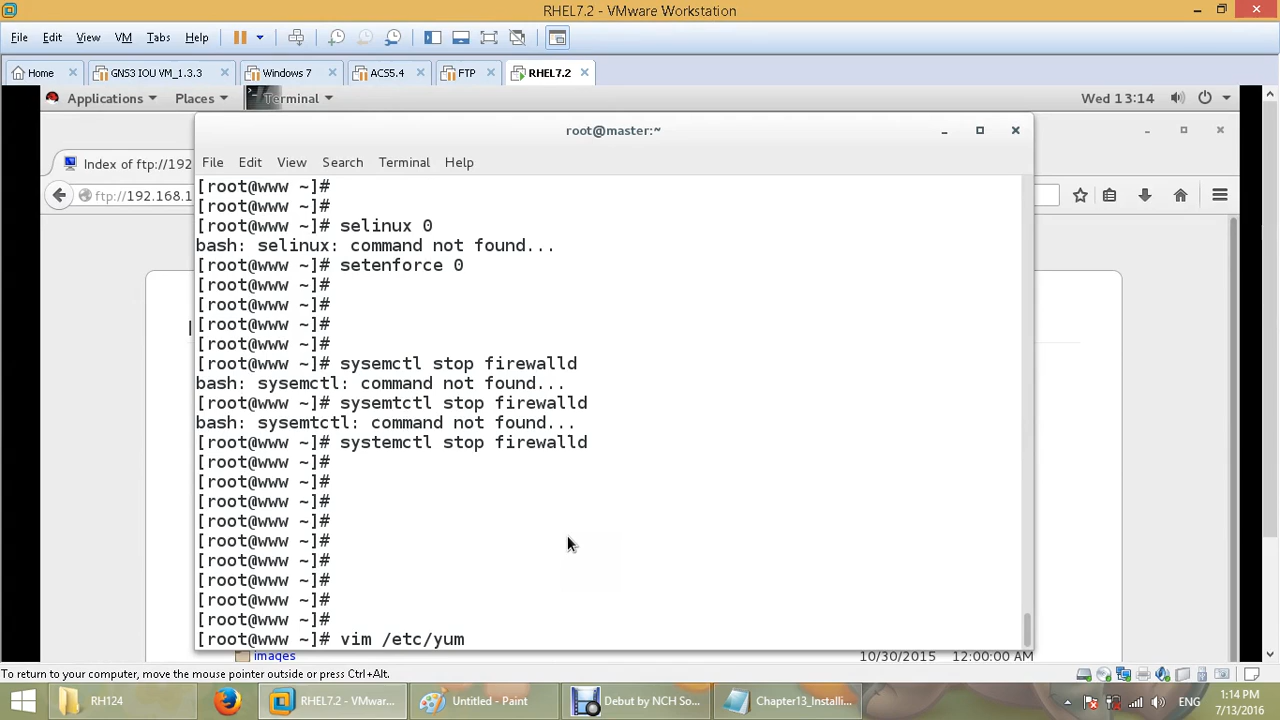 RHEL7.2 - VMware Workstation
File Edit View VM Tabs Help
Home GNS3 IOU VM_1.3.3 Windows 7 ACS5.4 FTP RHEL7.2
Applications Places Terminal Wed 13:14
root@master:~
Index of ftp://192
File Edit View Search Terminal Help
ftp://192.168.1
[root@www ~]#
[root@www ~]#
[root@www ~]# selinux 0
bash: selinux: command not found...
[root@www ~]# setenforce 0
[root@www ~]#
[root@www ~]#
[root@www ~]#
[root@www ~]#
[root@www ~]# sysemctl stop firewalld
bash: sysemctl: command not found...
[root@www ~]# sysemtctl stop firewalld
bash: sysemtctl: command not found...
[root@www ~]# systemctl stop firewalld
[root@www ~]#
[root@www ~]#
[root@www ~]#
[root@www ~]#
[root@www ~]#
[root@www ~]#
[root@www ~]#
[root@www ~]#
[root@www ~]#
[root@www ~]# vim /etc/yum
images 10/30/2015 12:00:00 AM
To return to your computer, move the mouse pointer outside or press Ctrl+Alt.
RH124 RHEL7.2 - VMwar... Untitled - Paint Debut by NCH So... Chapter13_Installi... ENG 1:14 PM
7/13/2016